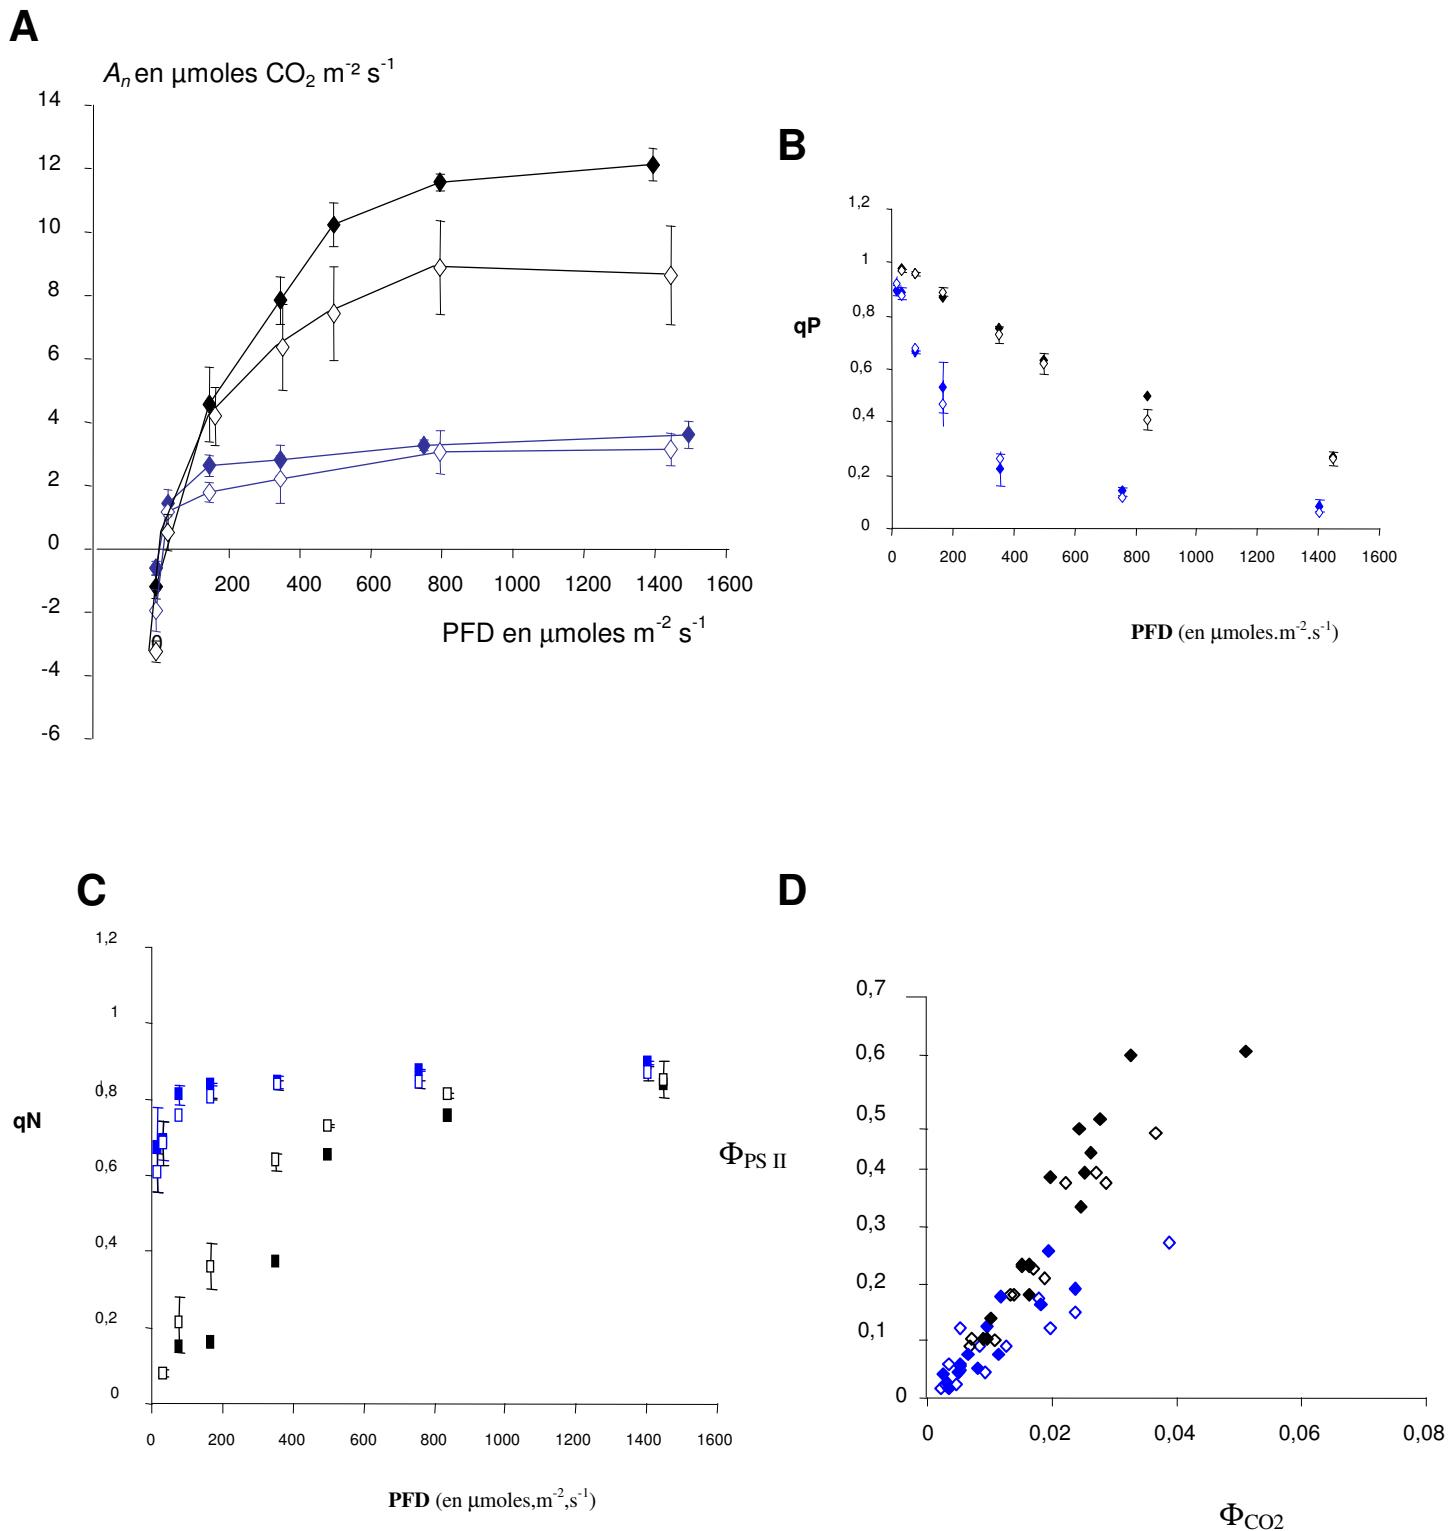 A
An en µmoles CO2 m-2 s-1
14
12
10
8
6
4
2
0
-2
-4
-6
200 400 600 800 1000 1200 1400 1600
PFD en µmoles m-2 s-1
B
1,2
1
0,8
0,6
0,4
0,2
0
qP
0 200 400 600 800 1000 1200 1400 1600
PFD (en µmoles.m-2.s-1)
C
1,2
1
0,8
0,6
0,4
0,2
0
qN
0 200 400 600 800 1000 1200 1400 1600
PFD (en µmoles,m-2,s-1)
D
0,7
0,6
0,5
0,4
0,3
0,2
0,1
0
ΦPS II
0 0,02 0,04 0,06 0,08
ΦCO2